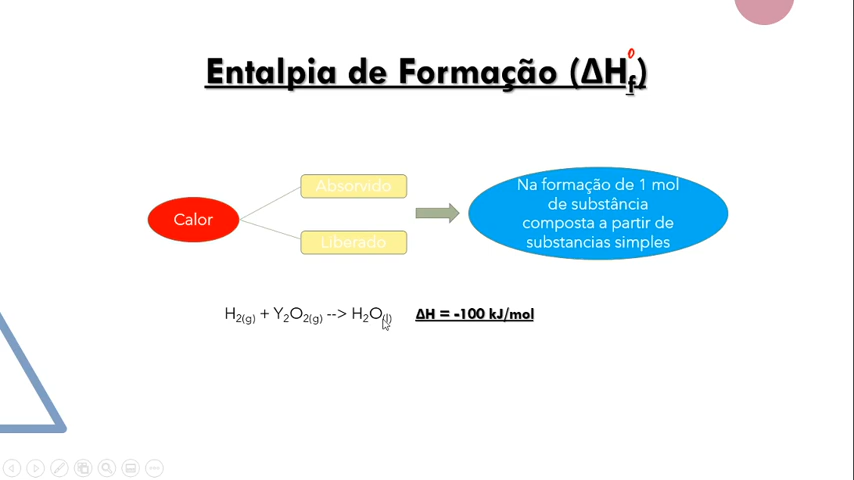 Entalpia de Formação (ΔH°f)
Absorvido
Calor
Liberado
Na formação de 1 mol
de substância
composta a partir de
substancias simples
H₂(g) + Y₂O₂(g) --> H₂O(l) ΔH = -100 kJ/mol